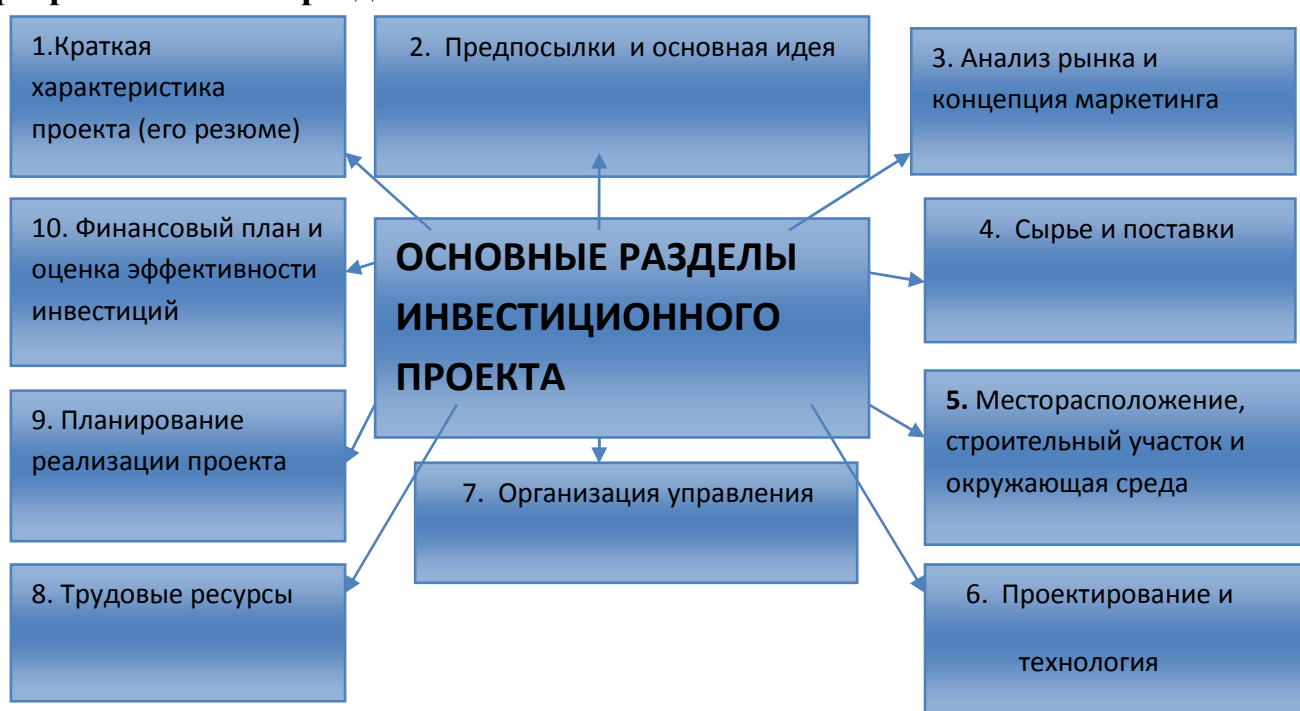 1.Краткая
характеристика
проекта (его резюме)
2. Предпосылки и основная идея
3. Анализ рынка и
концепция маркетинга
10. Финансовый план и
оценка эффективности
инвестиций
ОСНОВНЫЕ РАЗДЕЛЫ
ИНВЕСТИЦИОННОГО
ПРОЕКТА
4. Сырье и поставки
9. Планирование
реализации проекта
5. Месторасположение,
строительный участок и
окружающая среда
7. Организация управления
8. Трудовые ресурсы
6. Проектирование и
технология